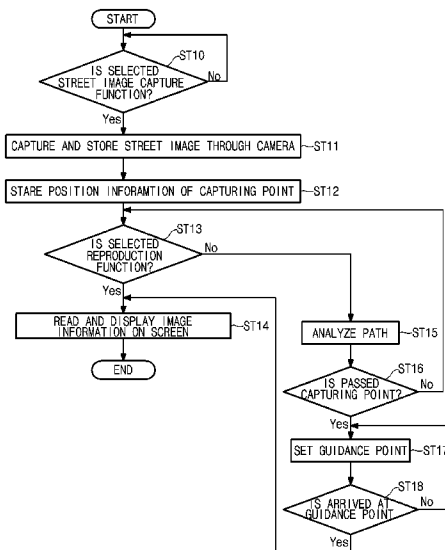 START
ST10
IS SELECTED
STREET IMAGE CAPTURE
FUNCTION?
No
Yes
CAPTURE AND STORE STREET IMAGE THROUGH CAMERA
ST11
STARE POSITION INFORAMTION OF CAPTURING POINT
ST12
ST13
IS SELECTED
REPRODUCTION
FUNCTION?
No
Yes
READ AND DISPLAY IMAGE
INFORMATION ON SCREEN
ST14
END
ANALYZE PATH
ST15
ST16
IS PASSED
CAPTURING POINT?
No
Yes
SET GUIDANCE POINT
ST17
ST18
IS ARRIVED AT
GUIDANCE POINT
No
Yes